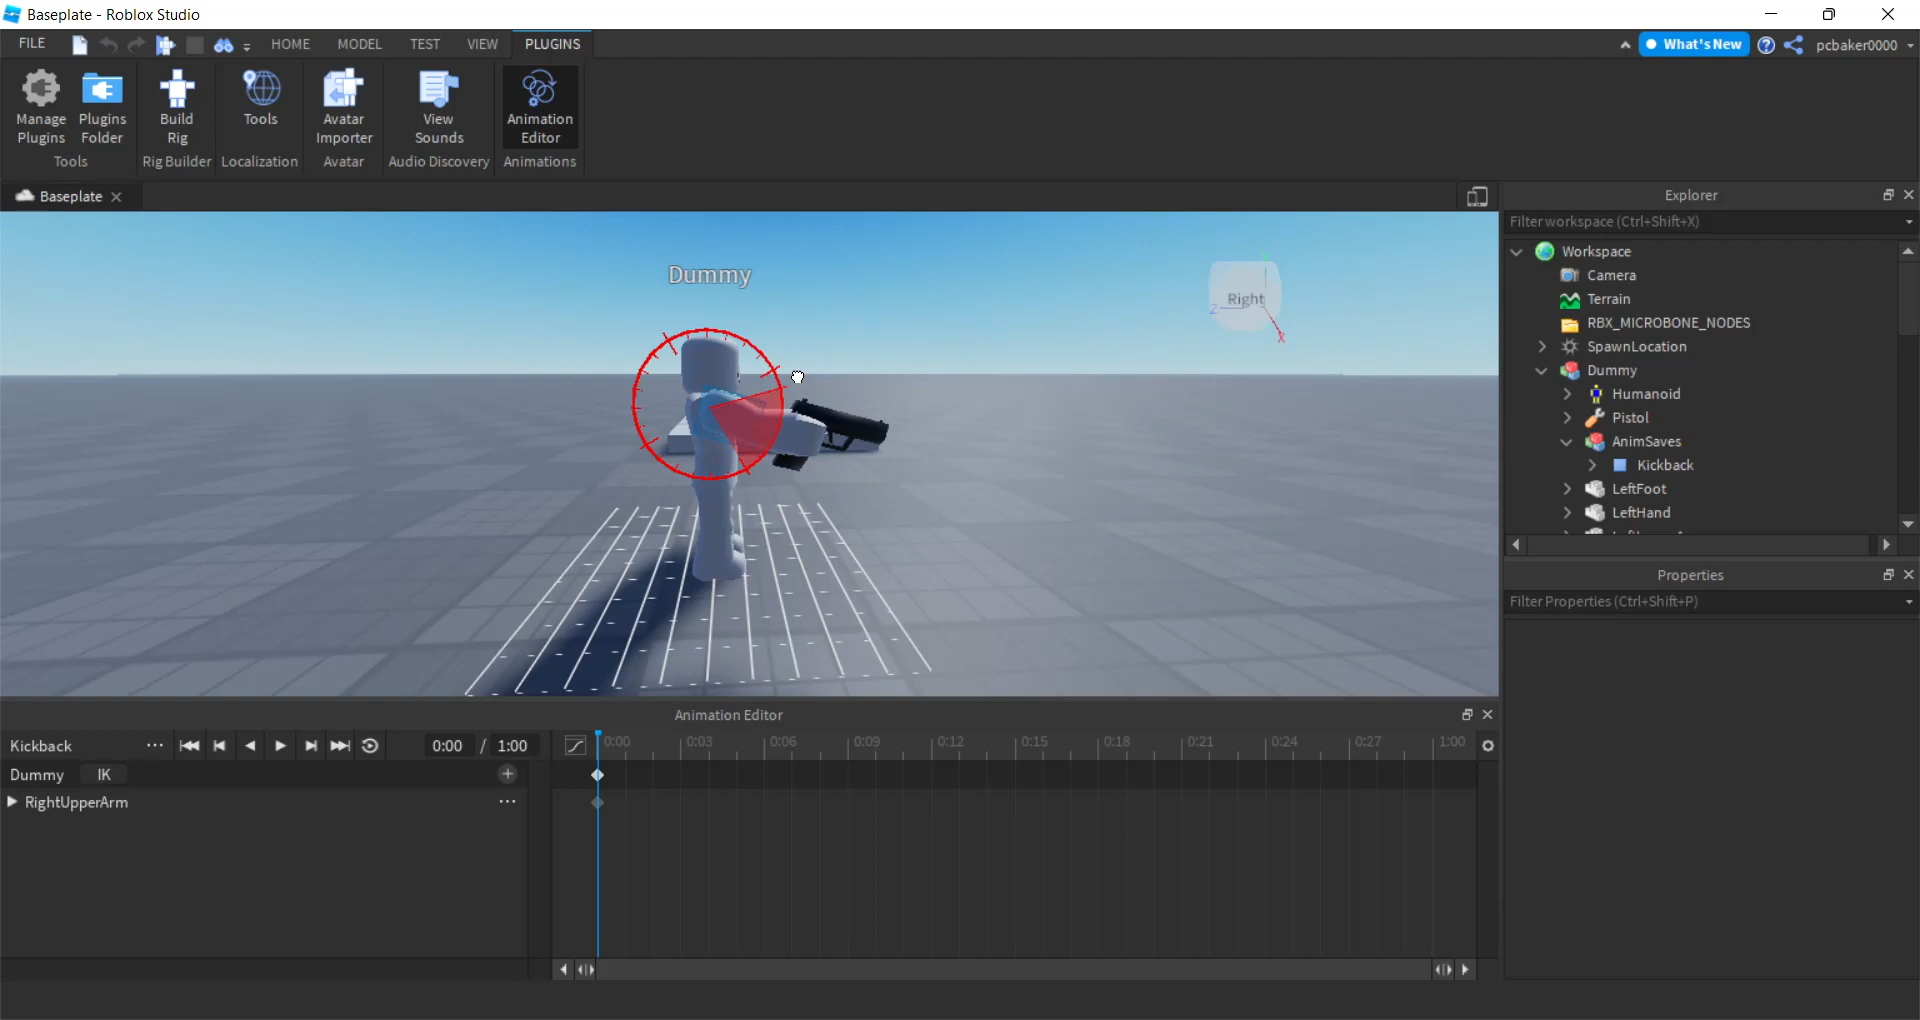 Baseplate - Roblox Studio
FILE HOME MODEL TEST VIEW PLUGINS What's New pcbaker0000
Manage Plugins
Plugins Folder
Build Rig
Tools
Avatar Importer
View Sounds
Animation Editor
Tools Rig Builder Localization Avatar Audio Discovery Animations
Baseplate
Dummy
Right
Z
X
Explorer
Filter workspace (Ctrl+Shift+X)
Workspace
Camera
Terrain
RBX_MICROBONE_NODES
SpawnLocation
Dummy
Humanoid
Pistol
AnimSaves
Kickback
LeftFoot
LeftHand
Properties
Filter Properties (Ctrl+Shift+P)
Animation Editor
Kickback ... 0:00 / 1:00 0:00 0:03 0:06 0:09 0:12 0:15 0:18 0:21 0:24 0:27 1:00
Dummy IK
RightUpperArm ...